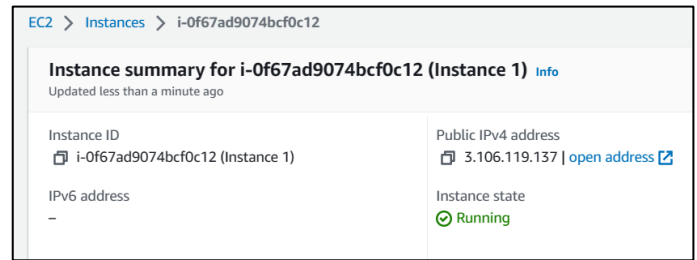 EC2 > Instances > i-0f67ad9074bcf0c12
Instance summary for i-0f67ad9074bcf0c12 (Instance 1) Info
Updated less than a minute ago
Instance ID
i-0f67ad9074bcf0c12 (Instance 1)
Public IPv4 address
3.106.119.137 | open address
IPv6 address
–
Instance state
Running